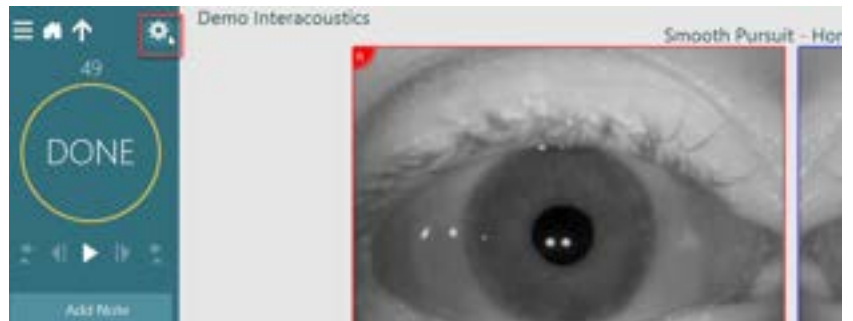 Demo Interacoustics
Smooth Pursuit - Hor
49
DONE
Add Note